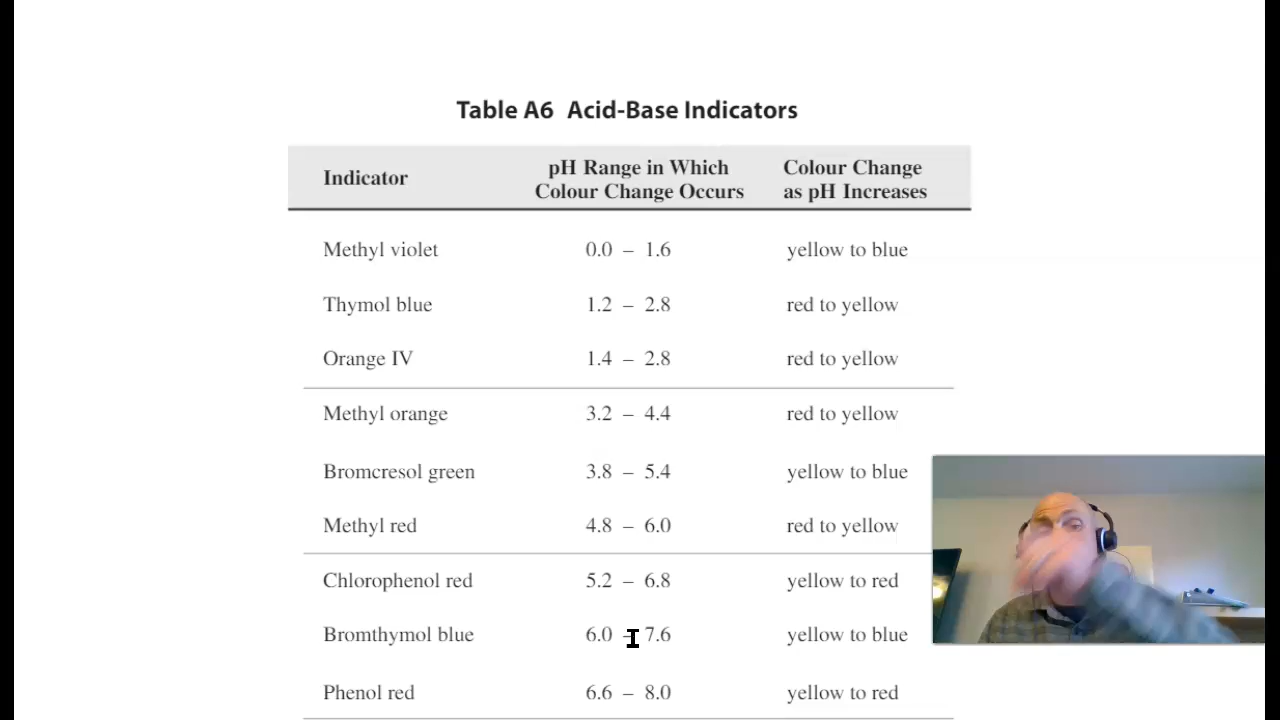 Table A6 Acid-Base Indicators
Indicator
pH Range in Which
Colour Change Occurs
Colour Change
as pH Increases
Methyl violet 0.0 – 1.6 yellow to blue
Thymol blue 1.2 – 2.8 red to yellow
Orange IV 1.4 – 2.8 red to yellow
Methyl orange 3.2 – 4.4 red to yellow
Bromcresol green 3.8 – 5.4 yellow to blue
Methyl red 4.8 – 6.0 red to yellow
Chlorophenol red 5.2 – 6.8 yellow to red
Bromthymol blue 6.0 – 7.6 yellow to blue
Phenol red 6.6 – 8.0 yellow to red